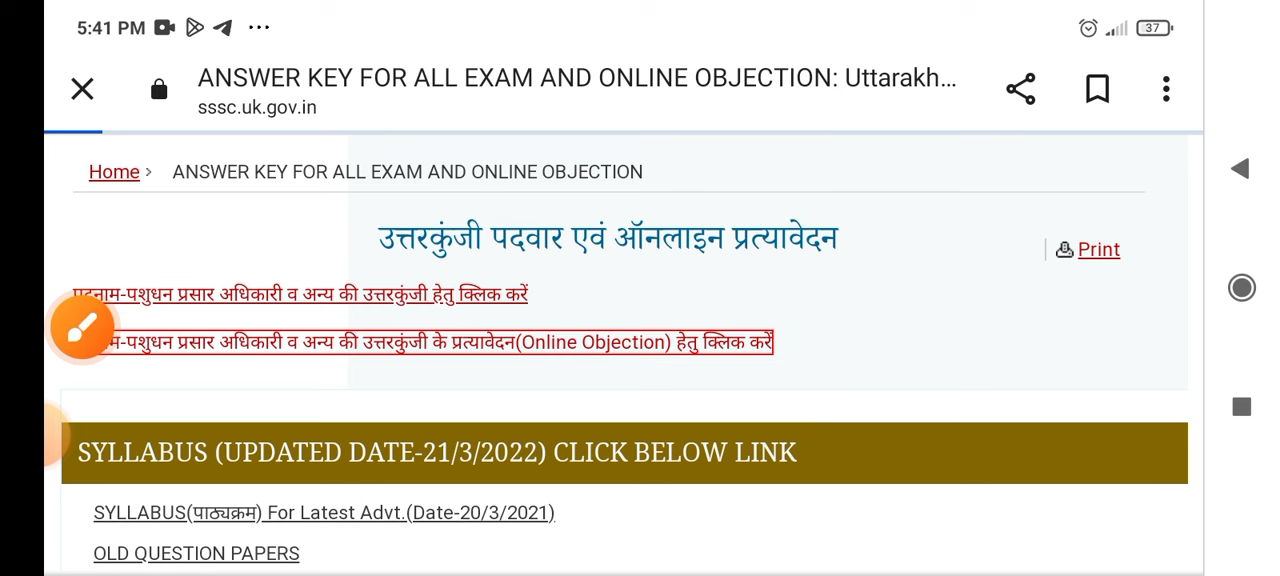 5:41 PM
37
ANSWER KEY FOR ALL EXAM AND ONLINE OBJECTION: Uttarakh...
sssc.uk.gov.in
Home > ANSWER KEY FOR ALL EXAM AND ONLINE OBJECTION
उत्तरकुंजी पदवार एवं ऑनलाइन प्रत्यावेदन
Print
पदनाम-पशुधन प्रसार अधिकारी व अन्य की उत्तरकुंजी हेतु क्लिक करें
म-पशुधन प्रसार अधिकारी व अन्य की उत्तरकुंजी के प्रत्यावेदन(Online Objection) हेतु क्लिक करें
SYLLABUS (UPDATED DATE-21/3/2022) CLICK BELOW LINK
SYLLABUS(पाठ्यक्रम) For Latest Advt.(Date-20/3/2021)
OLD QUESTION PAPERS